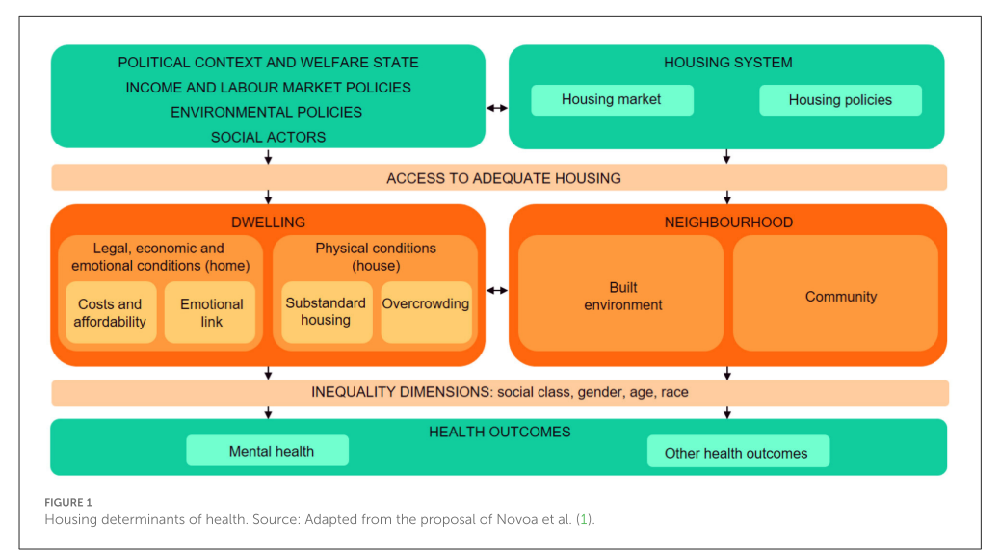 POLITICAL CONTEXT AND WELFARE STATE
INCOME AND LABOUR MARKET POLICIES
ENVIRONMENTAL POLICIES
SOCIAL ACTORS
HOUSING SYSTEM
Housing market
Housing policies
ACCESS TO ADEQUATE HOUSING
DWELLING
Legal, economic and
emotional conditions (home)
Costs and
affordability
Emotional
link
Physical conditions
(house)
Substandard
housing
Overcrowding
NEIGHBOURHOOD
Built
environment
Community
INEQUALITY DIMENSIONS: social class, gender, age, race
HEALTH OUTCOMES
Mental health
Other health outcomes
FIGURE 1
Housing determinants of health. Source: Adapted from the proposal of Novoa et al. (1).